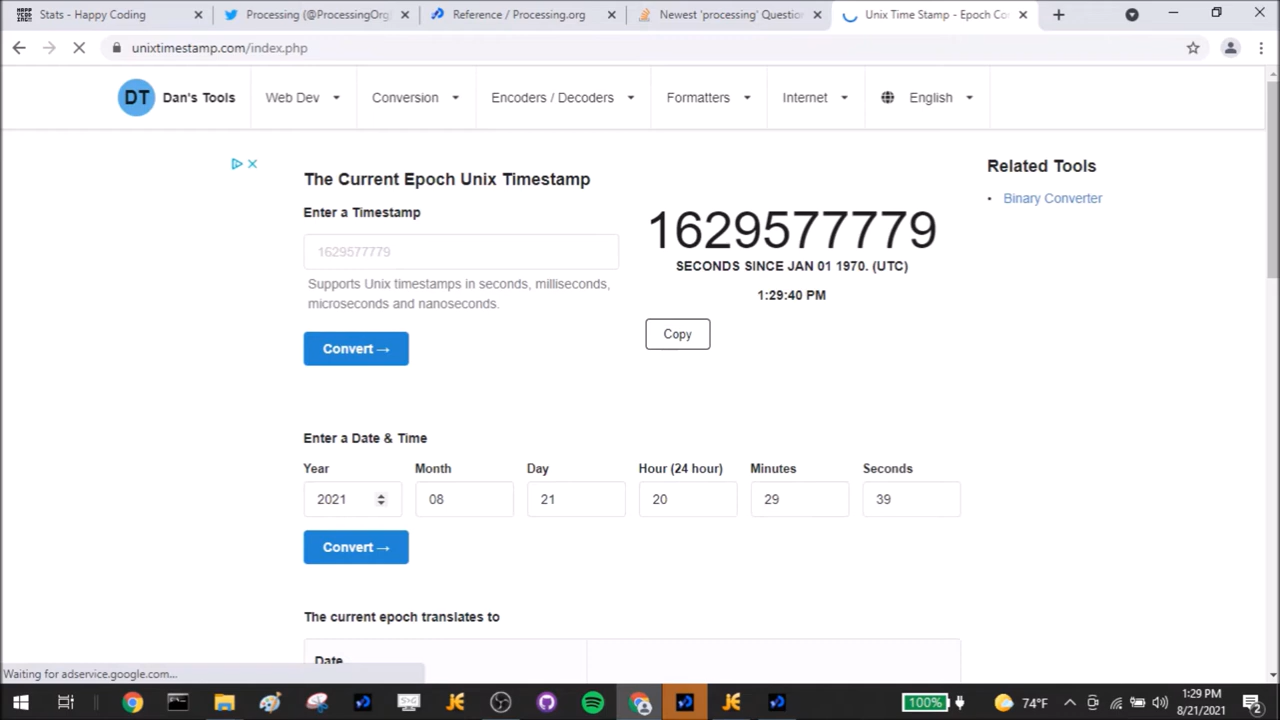 Stats - Happy Coding
Processing (@ProcessingOrg
Reference / Processing.org
Newest 'processing' Questio
Unix Time Stamp - Epoch Co
unixtimestamp.com/index.php
DT Dan's Tools
Web Dev
Conversion
Encoders / Decoders
Formatters
Internet
English
The Current Epoch Unix Timestamp
Enter a Timestamp
1629577779
Supports Unix timestamps in seconds, milliseconds,
microseconds and nanoseconds.
Convert →
1629577779
SECONDS SINCE JAN 01 1970. (UTC)
1:29:40 PM
Copy
Related Tools
• Binary Converter
Enter a Date & Time
Year Month Day Hour (24 hour) Minutes Seconds
2021 08 21 20 29 39
Convert →
The current epoch translates to
Date
Waiting for adservice.google.com...
100%
74°F
1:29 PM
8/21/2021
2